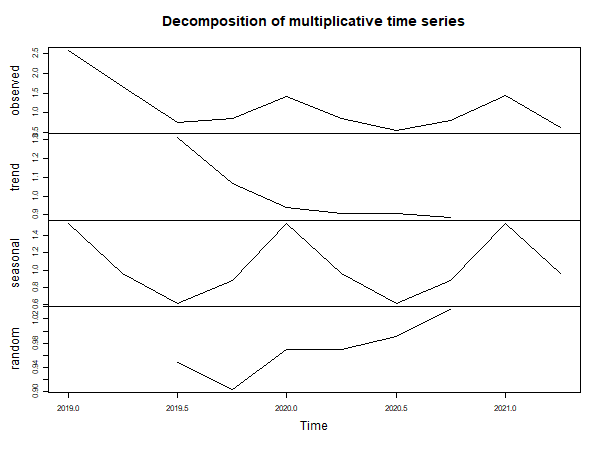 Decomposition of multiplicative time series
observed
0.5 1.0 1.5 2.0 2.5
trend
0.9 1.0 1.1 1.2 1.3
seasonal
0.6 0.8 1.0 1.2 1.4
random
0.90 0.94 0.98 1.02
2019.0 2019.5 2020.0 2020.5 2021.0
Time